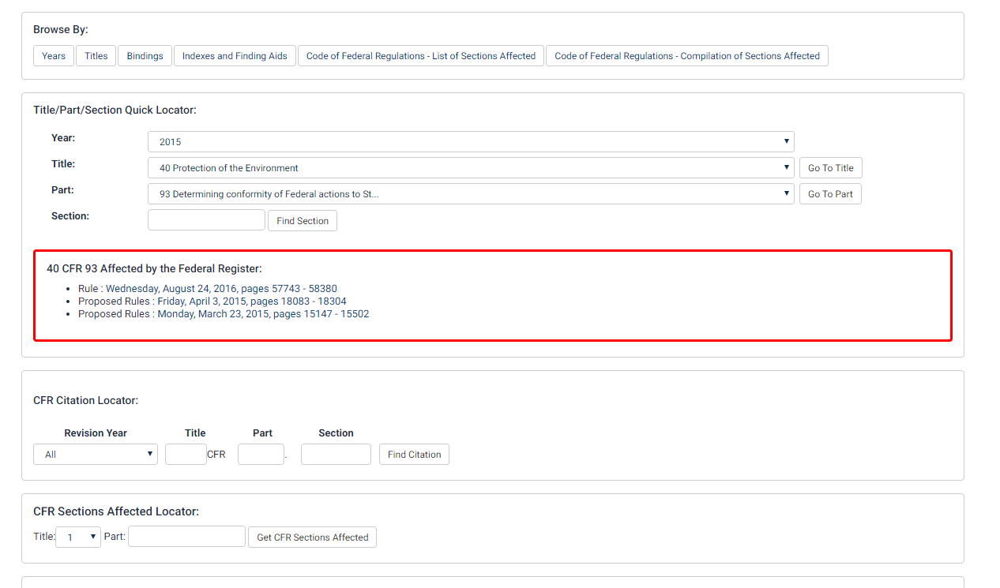 Browse By:
Years Titles Bindings Indexes and Finding Aids Code of Federal Regulations - List of Sections Affected Code of Federal Regulations - Compilation of Sections Affected
Title/Part/Section Quick Locator:
Year: 2015
Title: 40 Protection of the Environment Go To Title
Part: 93 Determining conformity of Federal actions to St... Go To Part
Section: Find Section
40 CFR 93 Affected by the Federal Register:
• Rule : Wednesday, August 24, 2016, pages 57743 - 58380
• Proposed Rules : Friday, April 3, 2015, pages 18083 - 18304
• Proposed Rules : Monday, March 23, 2015, pages 15147 - 15502
CFR Citation Locator:
Revision Year Title Part Section
All CFR . Find Citation
CFR Sections Affected Locator:
Title: 1 Part: Get CFR Sections Affected